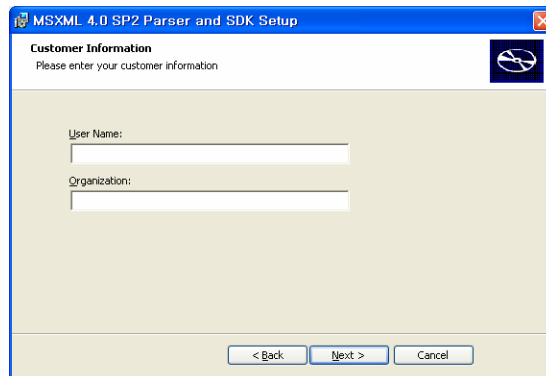 MSXML 4.0 SP2 Parser and SDK Setup
Customer Information
Please enter your customer information
User Name:
Organization:
< Back Next > Cancel